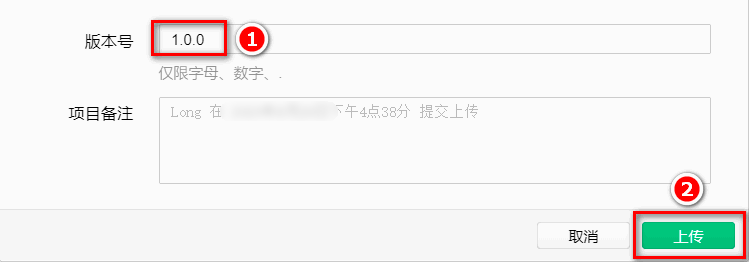 版本号
1.0.0
1
仅限字母、数字、.
项目备注
Long 在 下午4点38分 提交上传
2
取消
上传